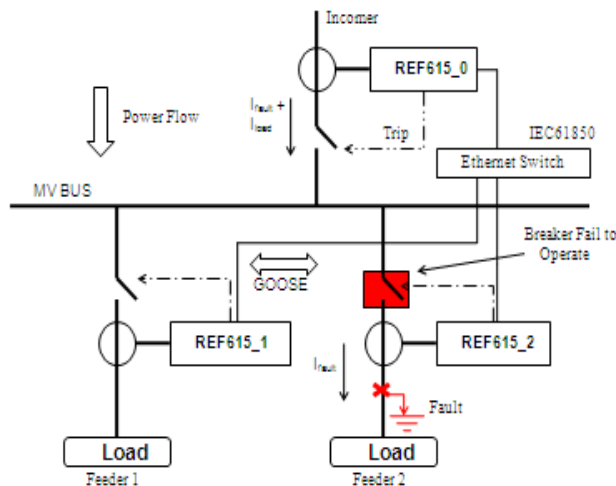 Incomer
REF615_0
Ifault +
Iload
Power Flow
Trip
IEC61850
Ethernet Switch
MV BUS
Breaker Fail to
Operate
GOOSE
REF615_1
REF615_2
Ifault
Fault
Load
Load
Feeder 1
Feeder 2